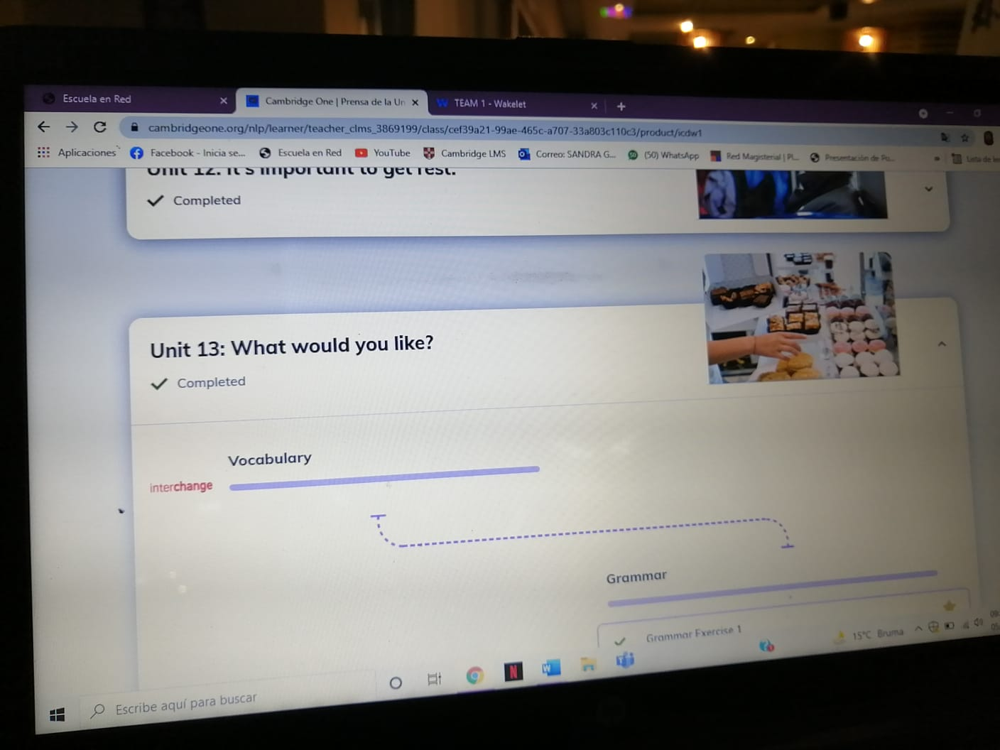 Escuela en Red
Cambridge One | Prensa de la Un
TEAM 1 - Wakelet
cambridgeone.org/nlp/learner/teacher_clms_3869199/class/cef39a21-99ae-465c-a707-33a803c110c3/product/icdw1
Aplicaciones
Facebook - Inicia se...
Escuela en Red
YouTube
Cambridge LMS
Correo: SANDRA G...
(50) WhatsApp
Red Magisterial | Pl...
Presentación de Po...
Lista de
Unit 12: It's important to get rest.
Completed
Unit 13: What would you like?
Completed
Vocabulary
interchange
Grammar
Grammar Exercise 1
15°C Bruma
Escribe aquí para buscar